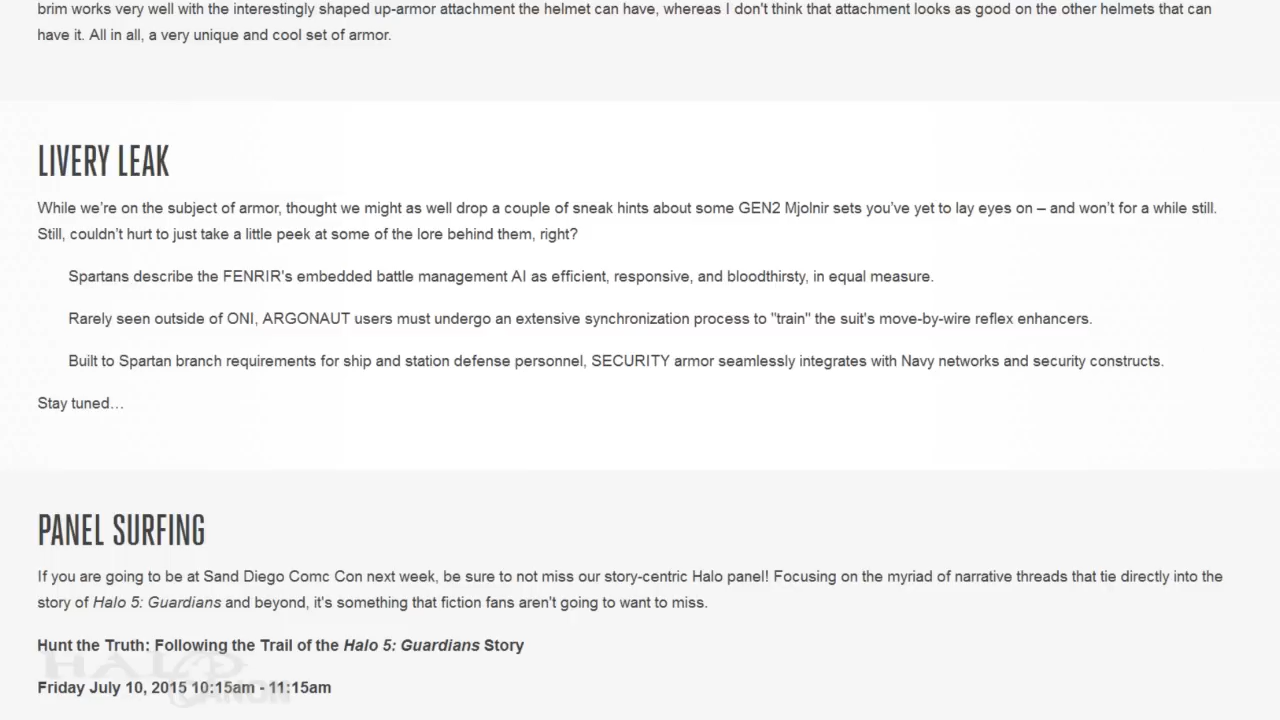 brim works very well with the interestingly shaped up-armor attachment the helmet can have, whereas I don't think that attachment looks as good on the other helmets that can
have it. All in all, a very unique and cool set of armor.
LIVERY LEAK
While we’re on the subject of armor, thought we might as well drop a couple of sneak hints about some GEN2 Mjolnir sets you’ve yet to lay eyes on – and won’t for a while still.
Still, couldn’t hurt to just take a little peek at some of the lore behind them, right?
Spartans describe the FENRIR's embedded battle management AI as efficient, responsive, and bloodthirsty, in equal measure.
Rarely seen outside of ONI, ARGONAUT users must undergo an extensive synchronization process to "train" the suit's move-by-wire reflex enhancers.
Built to Spartan branch requirements for ship and station defense personnel, SECURITY armor seamlessly integrates with Navy networks and security constructs.
Stay tuned…
PANEL SURFING
If you are going to be at Sand Diego Comc Con next week, be sure to not miss our story-centric Halo panel! Focusing on the myriad of narrative threads that tie directly into the
story of Halo 5: Guardians and beyond, it's something that fiction fans aren't going to want to miss.
Hunt the Truth: Following the Trail of the Halo 5: Guardians Story
HALO
CANON
Friday July 10, 2015 10:15am - 11:15am